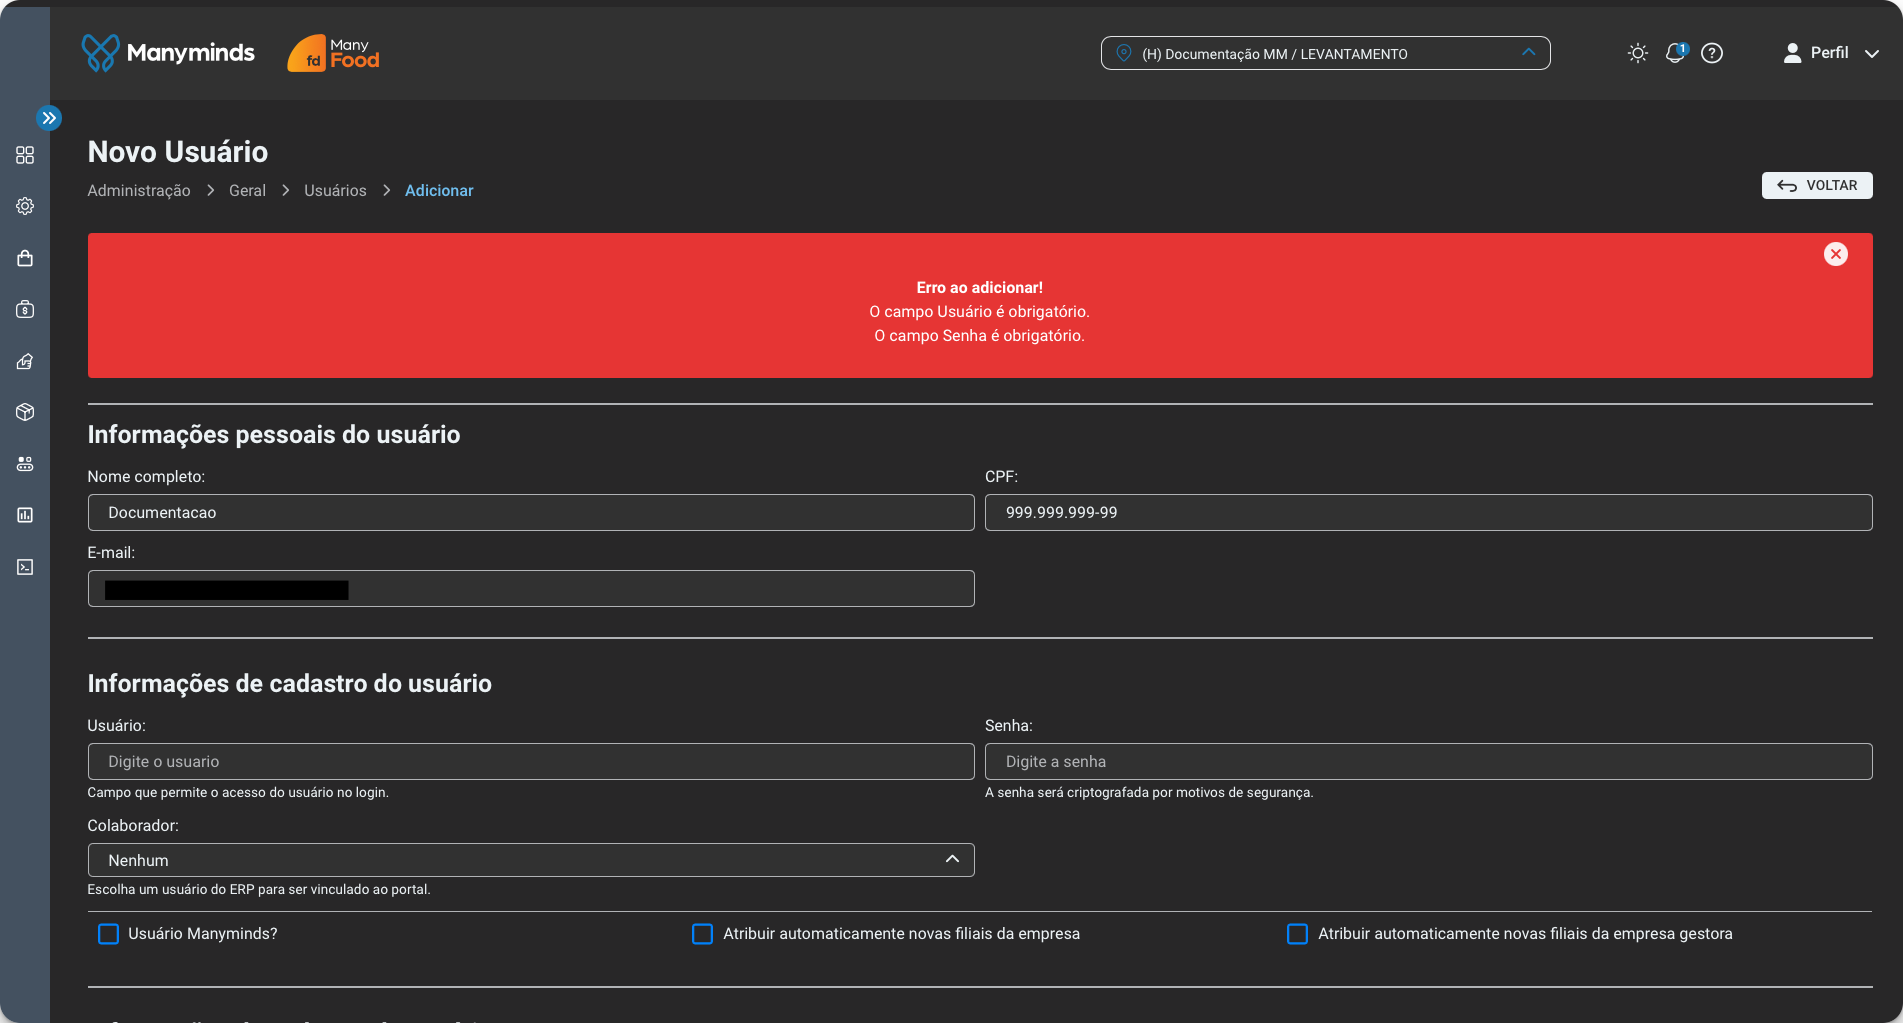 Manyminds
fd Many Food
(H) Documentação MM / LEVANTAMENTO
1
Perfil
Novo Usuário
Administração > Geral > Usuários > Adicionar
VOLTAR
Erro ao adicionar!
O campo Usuário é obrigatório.
O campo Senha é obrigatório.
Informações pessoais do usuário
Nome completo:
CPF:
Documentacao
999.999.999-99
E-mail:
Informações de cadastro do usuário
Usuário:
Senha:
Digite o usuario
Digite a senha
Campo que permite o acesso do usuário no login.
A senha será criptografada por motivos de segurança.
Colaborador:
Nenhum
Escolha um usuário do ERP para ser vinculado ao portal.
Usuário Manyminds?
Atribuir automaticamente novas filiais da empresa
Atribuir automaticamente novas filiais da empresa gestora